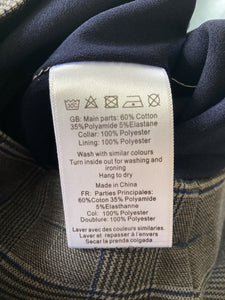 GB: Main parts: 60% Cotton
35%Polyamide 5%Elastane
Collar: 100% Polyester
Lining: 100% Polyester
Wash with similar colours
Turn inside out for washing and
ironing
Hang to dry
Made in China
FR: Parties Principales:
60%Coton 35% Polyamide
5%Elasthanne
Col: 100% Polyester
Doublure: 100% Polyester
Laver avec des couleurs similaries.
Laver et repasser à l'envers
Secar la prenda colgada